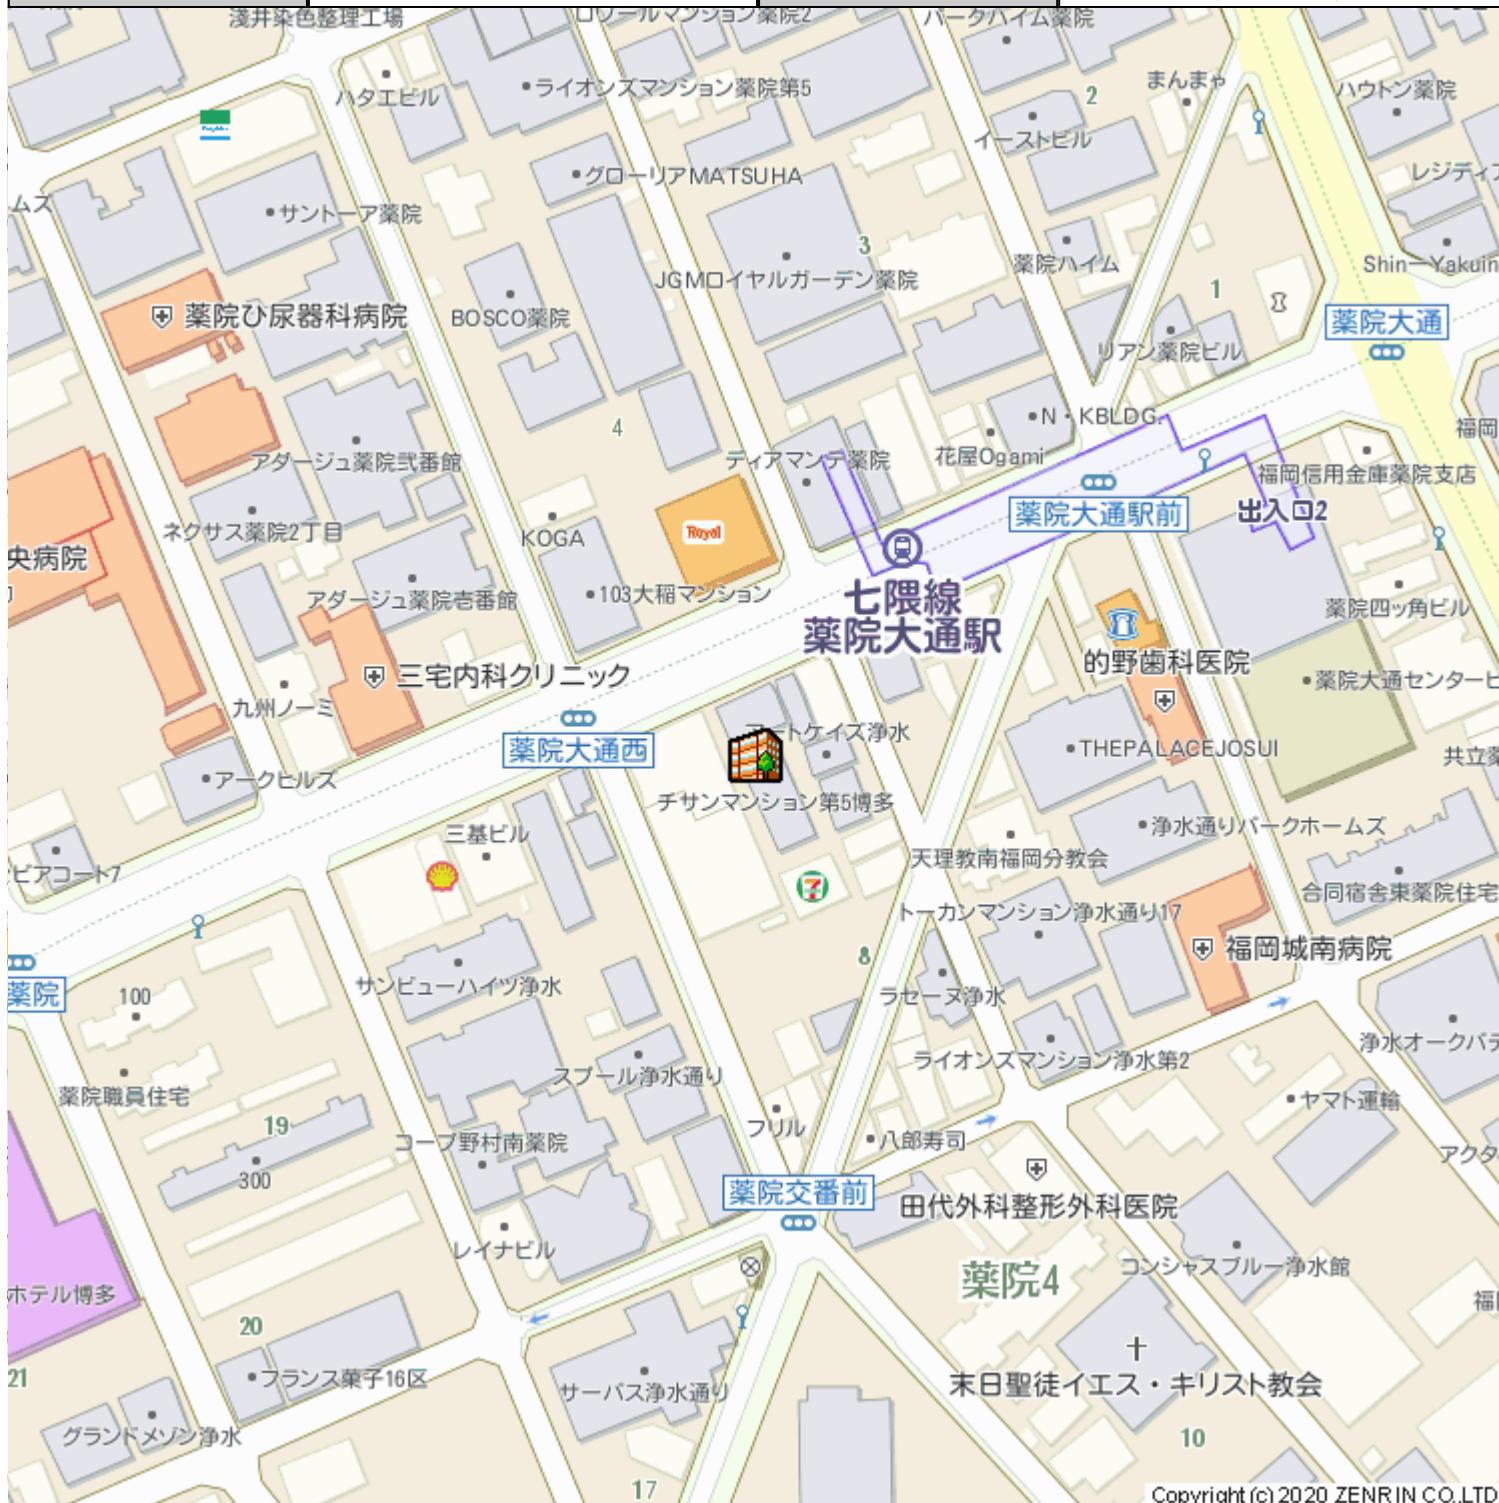 淺井染色整理工場
ロワールマンション薬院2
パークハイム薬院
ハタエビル
ライオンズマンション薬院第5
2
まんまや
ハウトン薬院
イーストビル
グローリアMATSUHA
レジディア
ムズ
サントーア薬院
3
薬院ハイム
Shin-Yakuin
JGMロイヤルガーデン薬院
1
薬院ひ尿器科病院
BOSCO薬院
薬院大通
リアン薬院ビル
4
N・KBLDG.
福岡
アダージュ薬院弐番館
ディアマンテ薬院
花屋Ogami
福岡信用金庫薬院支店
薬院大通駅前
出入口2
ネクサス薬院2丁目
KOGA
Royal
央病院
アダージュ薬院壱番館
103大稲マンション
七隈線
薬院大通駅
薬院四ッ角ビル
三宅内科クリニック
的野歯科医院
薬院大通センタービ
九州ノーミ
薬院大通西
アートケイズ浄水
THEPALACEJOSUI
共立薬
アークヒルズ
チサンマンション第5博多
三基ビル
浄水通りパークホームズ
ピアコート7
天理教南福岡分教会
7
合同宿舎東薬院住宅
トーカンマンション浄水通り17
福岡城南病院
8
薬院
100
サンビューハイツ浄水
ラセーヌ浄水
浄水オークパテ
ライオンズマンション浄水第2
スブール浄水通り
薬院職員住宅
ヤマト運輸
19
フリル
コープ野村南薬院
八郎寿司
アクタ
300
薬院交番前
田代外科整形外科医院
レイナビル
薬院4
コンシャスブルー浄水館
ホテル博多
福
20
21
フランス菓子16区
サーパス浄水通り
末日聖徒イエス・キリスト教会
グランドメゾン浄水
10
17
Copyright (c) 2020 ZENRIN CO.,LTD